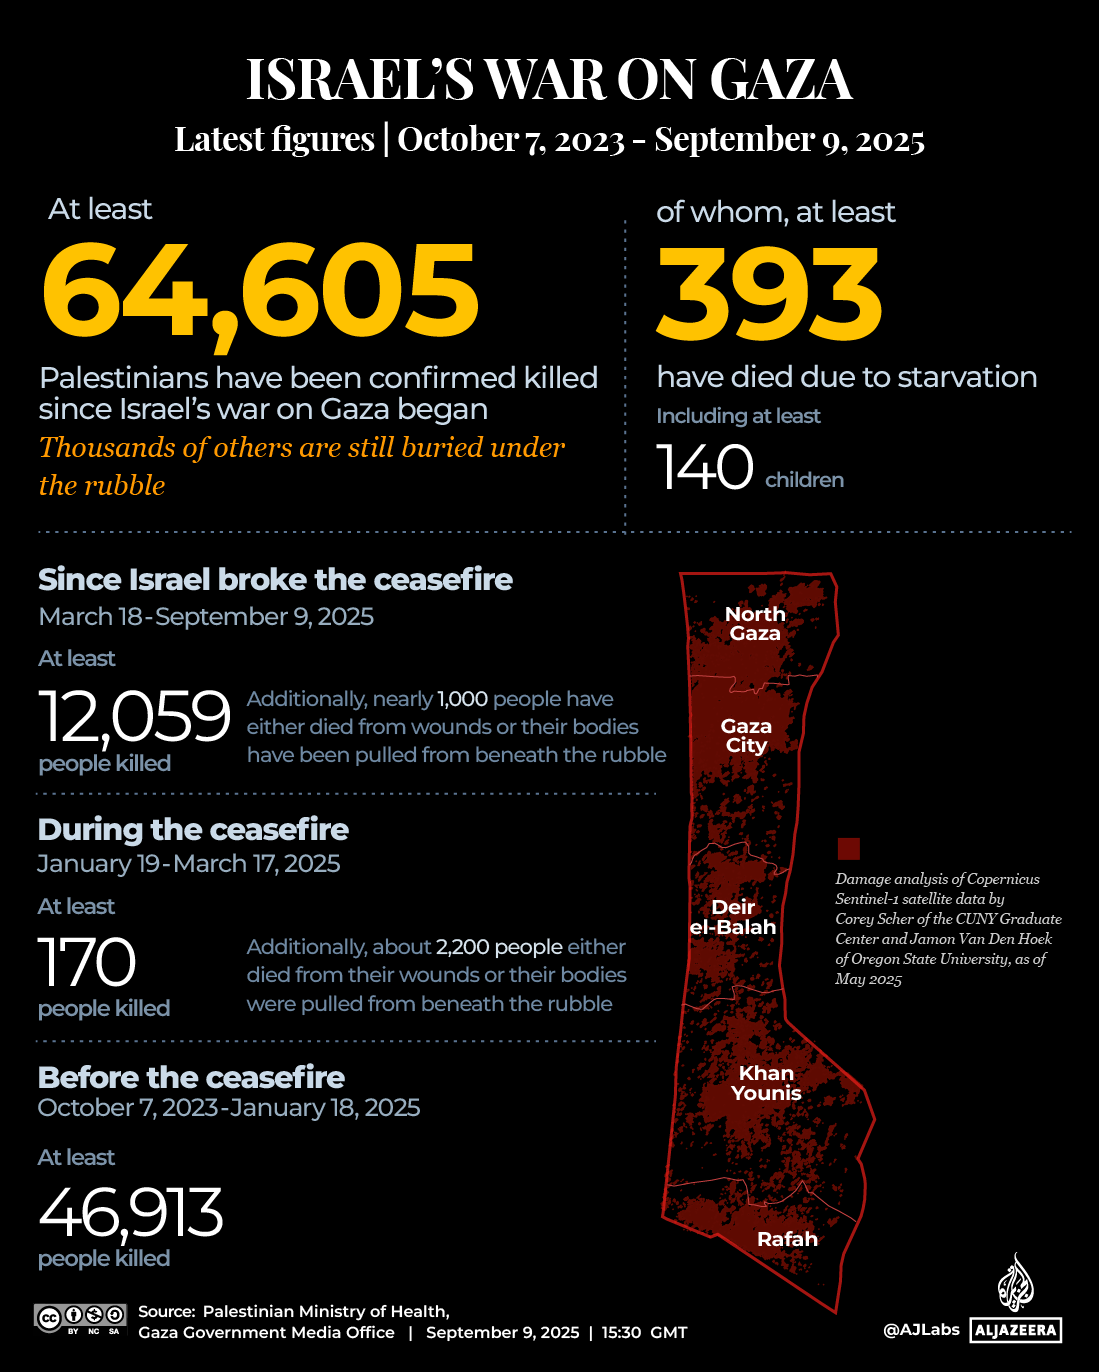 ISRAEL'S WAR ON GAZA
Latest figures | October 7, 2023 - September 9, 2025
At least
64,605
Palestinians have been confirmed killed
since Israel's war on Gaza began
Thousands of others are still buried under
the rubble
of whom, at least
393
have died due to starvation
Including at least
140 children
Since Israel broke the ceasefire
March 18-September 9, 2025
At least
12,059
people killed
Additionally, nearly 1,000 people have
either died from wounds or their bodies
have been pulled from beneath the rubble
During the ceasefire
January 19-March 17, 2025
At least
170
people killed
Additionally, about 2,200 people either
died from their wounds or their bodies
were pulled from beneath the rubble
Before the ceasefire
October 7, 2023-January 18, 2025
At least
46,913
people killed
North
Gaza
Gaza
City
Deir
el-Balah
Khan
Younis
Rafah
Damage analysis of Copernicus
Sentinel-1 satellite data by
Corey Scher of the CUNY Graduate
Center and Jamon Van Den Hoek
of Oregon State University, as of
May 2025
cc BY NC SA
Source: Palestinian Ministry of Health,
Gaza Government Media Office | September 9, 2025 | 15:30 GMT
@AJLabs ALJAZEERA